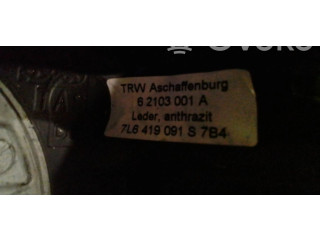 TRW Aschaffenburg
6 2103 001 A
Leder, anthrazit
7L6 419 091 S 7B4